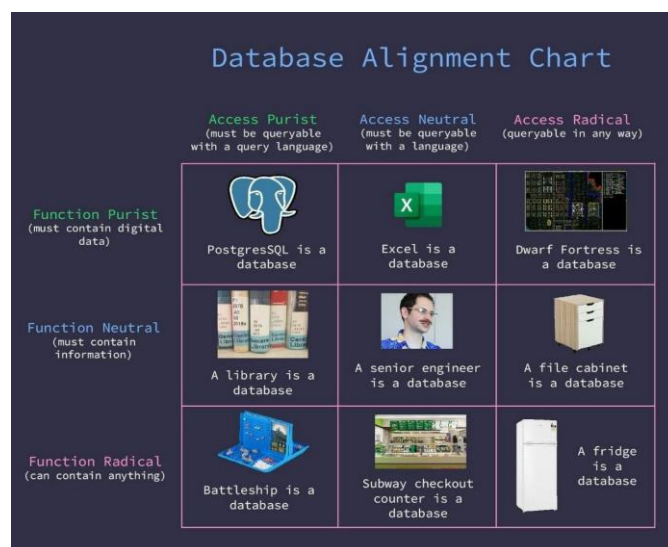 Database Alignment Chart
Access Purist
(must be queryable
with a query language)
Access Neutral
(must be queryable
with a language)
Access Radical
(queryable in any way)
Function Purist
(must contain digital
data)
PostgresSQL is a
database
X
Excel is a
database
Dwarf Fortress is
a database
Function Neutral
(must contain
information)
A library is a
database
A senior engineer
is a database
A file cabinet
is a database
Function Radical
(can contain anything)
Battleship is a
database
Subway checkout
counter is a
database
A fridge
is a
database